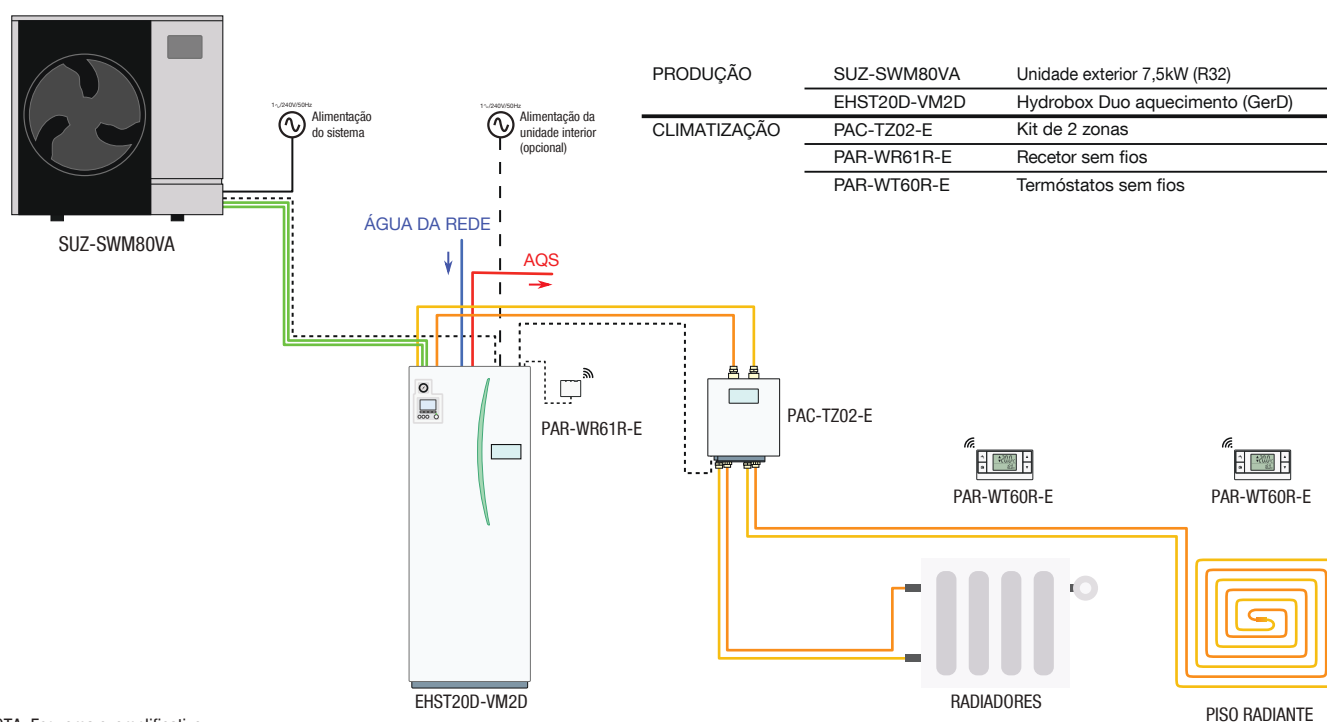 PRODUÇÃO SUZ-SWM80VA Unidade exterior 7,5kW (R32)
EHST20D-VM2D Hydrobox Duo aquecimento (GerD)
CLIMATIZAÇÃO PAC-TZ02-E Kit de 2 zonas
PAR-WR61R-E Recetor sem fios
PAR-WT60R-E Termóstatos sem fios
1~/240V/50Hz
Alimentação
do sistema
1~/240V/50Hz
Alimentação da
unidade interior
(opcional)
SUZ-SWM80VA
ÁGUA DA REDE
AQS
PAR-WR61R-E
PAC-TZ02-E
PAR-WT60R-E
PAR-WT60R-E
EHST20D-VM2D
RADIADORES
PISO RADIANTE